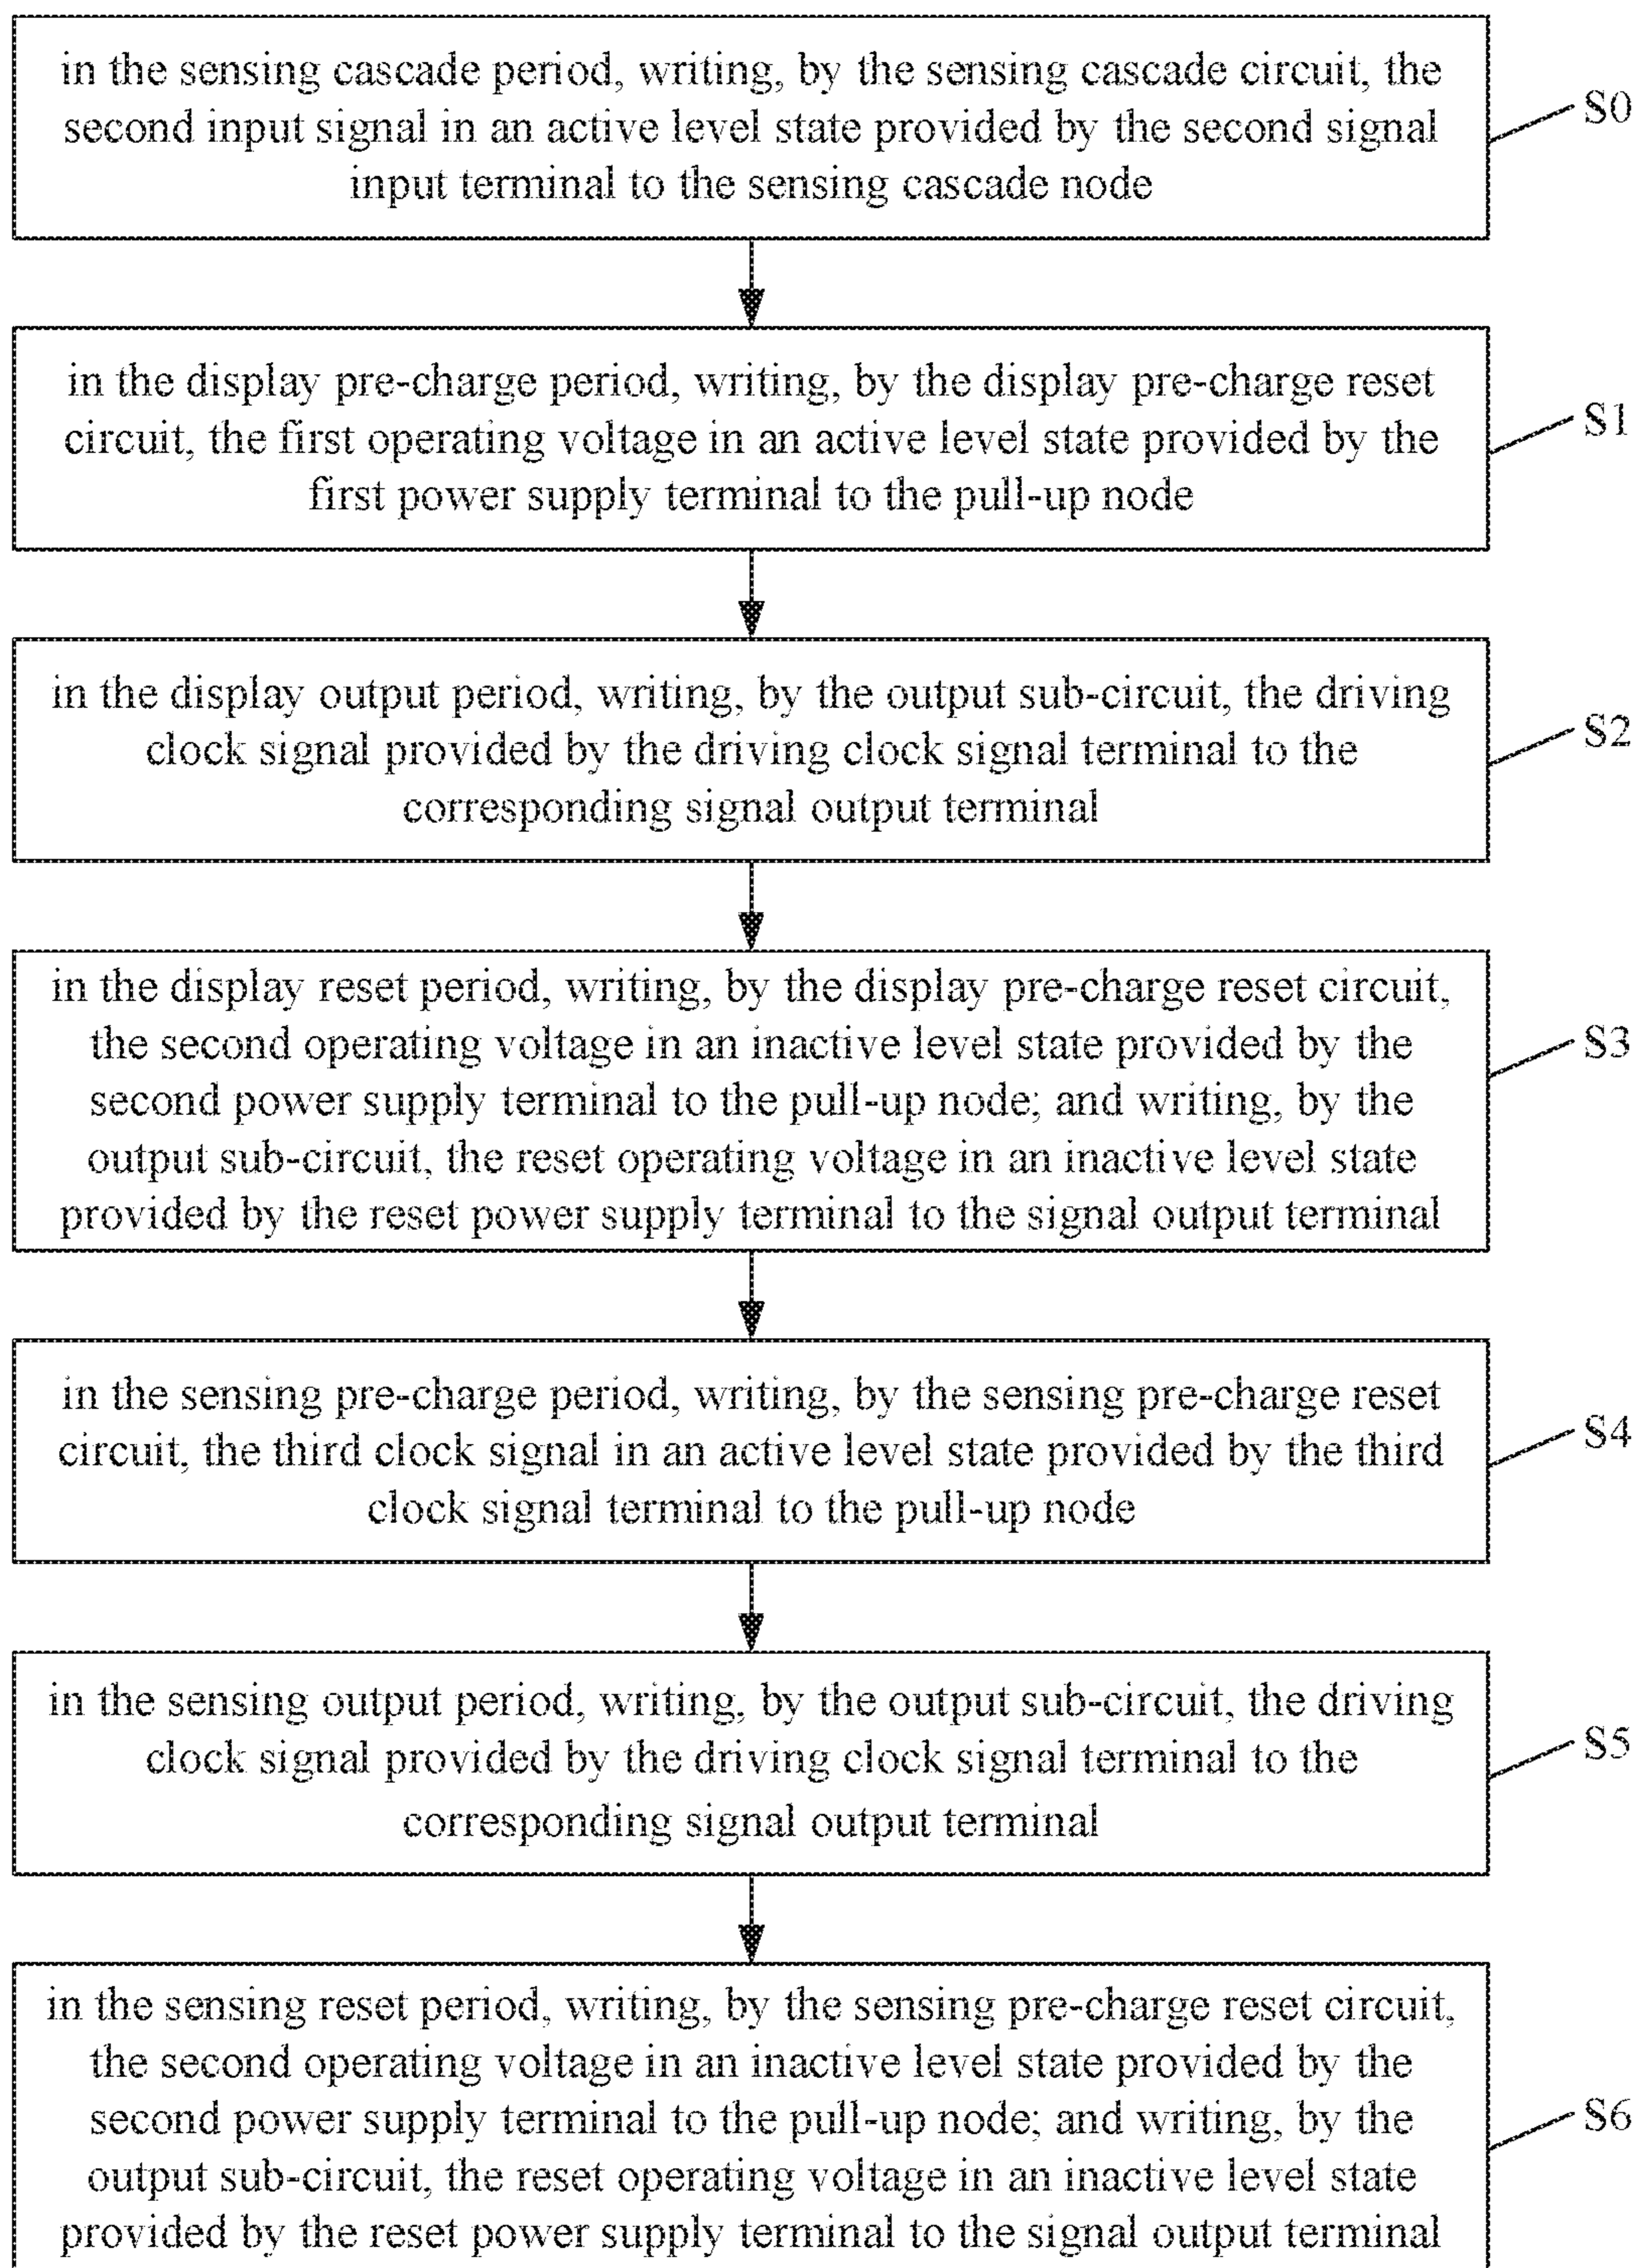 in the sensing cascade period, writing, by the sensing cascade circuit, the
second input signal in an active level state provided by the second signal
input terminal to the sensing cascade node
S0
in the display pre-charge period, writing, by the display pre-charge reset
circuit, the first operating voltage in an active level state provided by the
first power supply terminal to the pull-up node
S1
in the display output period, writing, by the output sub-circuit, the driving
clock signal provided by the driving clock signal terminal to the
corresponding signal output terminal
S2
in the display reset period, writing, by the display pre-charge reset circuit,
the second operating voltage in an inactive level state provided by the
second power supply terminal to the pull-up node; and writing, by the
output sub-circuit, the reset operating voltage in an inactive level state
provided by the reset power supply terminal to the signal output terminal
S3
in the sensing pre-charge period, writing, by the sensing pre-charge reset
circuit, the third clock signal in an active level state provided by the third
clock signal terminal to the pull-up node
S4
in the sensing output period, writing, by the output sub-circuit, the driving
clock signal provided by the driving clock signal terminal to the
corresponding signal output terminal
S5
in the sensing reset period, writing, by the sensing pre-charge reset circuit,
the second operating voltage in an inactive level state provided by the
second power supply terminal to the pull-up node; and writing, by the
output sub-circuit, the reset operating voltage in an inactive level state
provided by the reset power supply terminal to the signal output terminal
S6